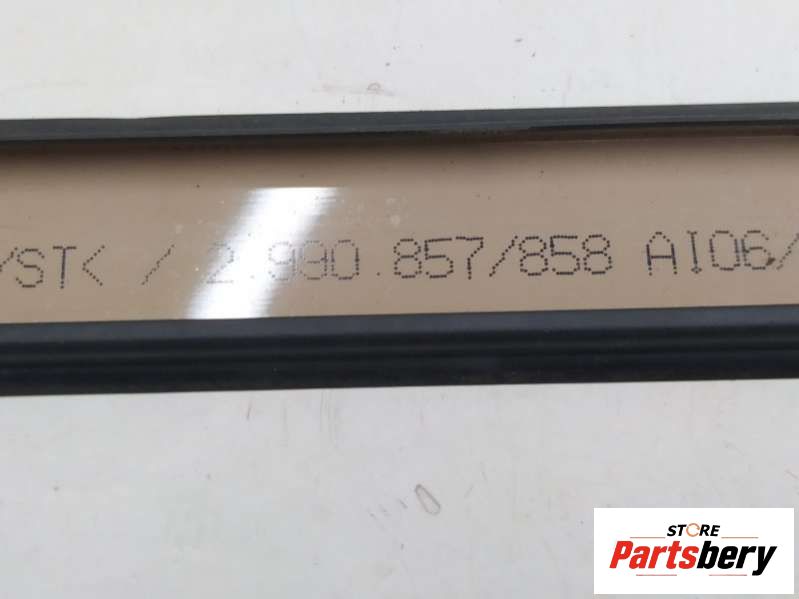 /STK / 2.990.857/858 AI06/
STORE
Partsbery